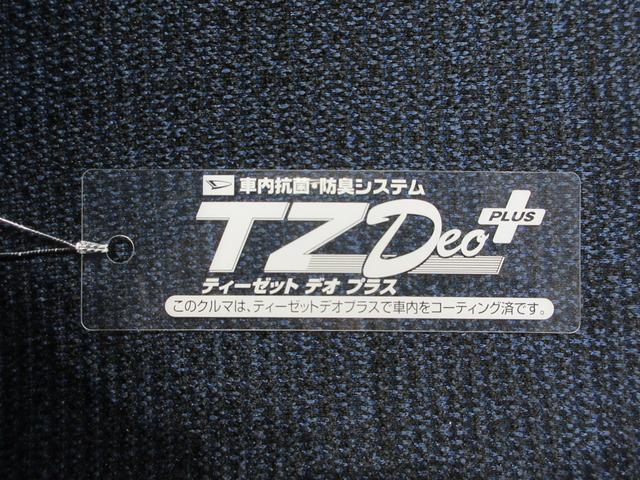 車内抗菌・防臭システム
TZ Deo PLUS
ティーゼット デオ プラス
このクルマは、ティーゼットデオプラスで車内をコーティング済です。